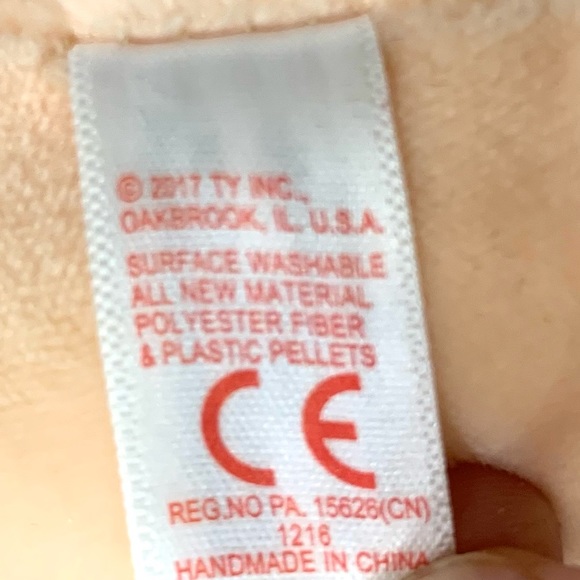 © 2017 TY INC.,
OAKBROOK, IL. U.S.A.
SURFACE WASHABLE
ALL NEW MATERIAL
POLYESTER FIBER
& PLASTIC PELLETS
CE
REG.NO PA. 15626(CN)
1216
HANDMADE IN CHINA